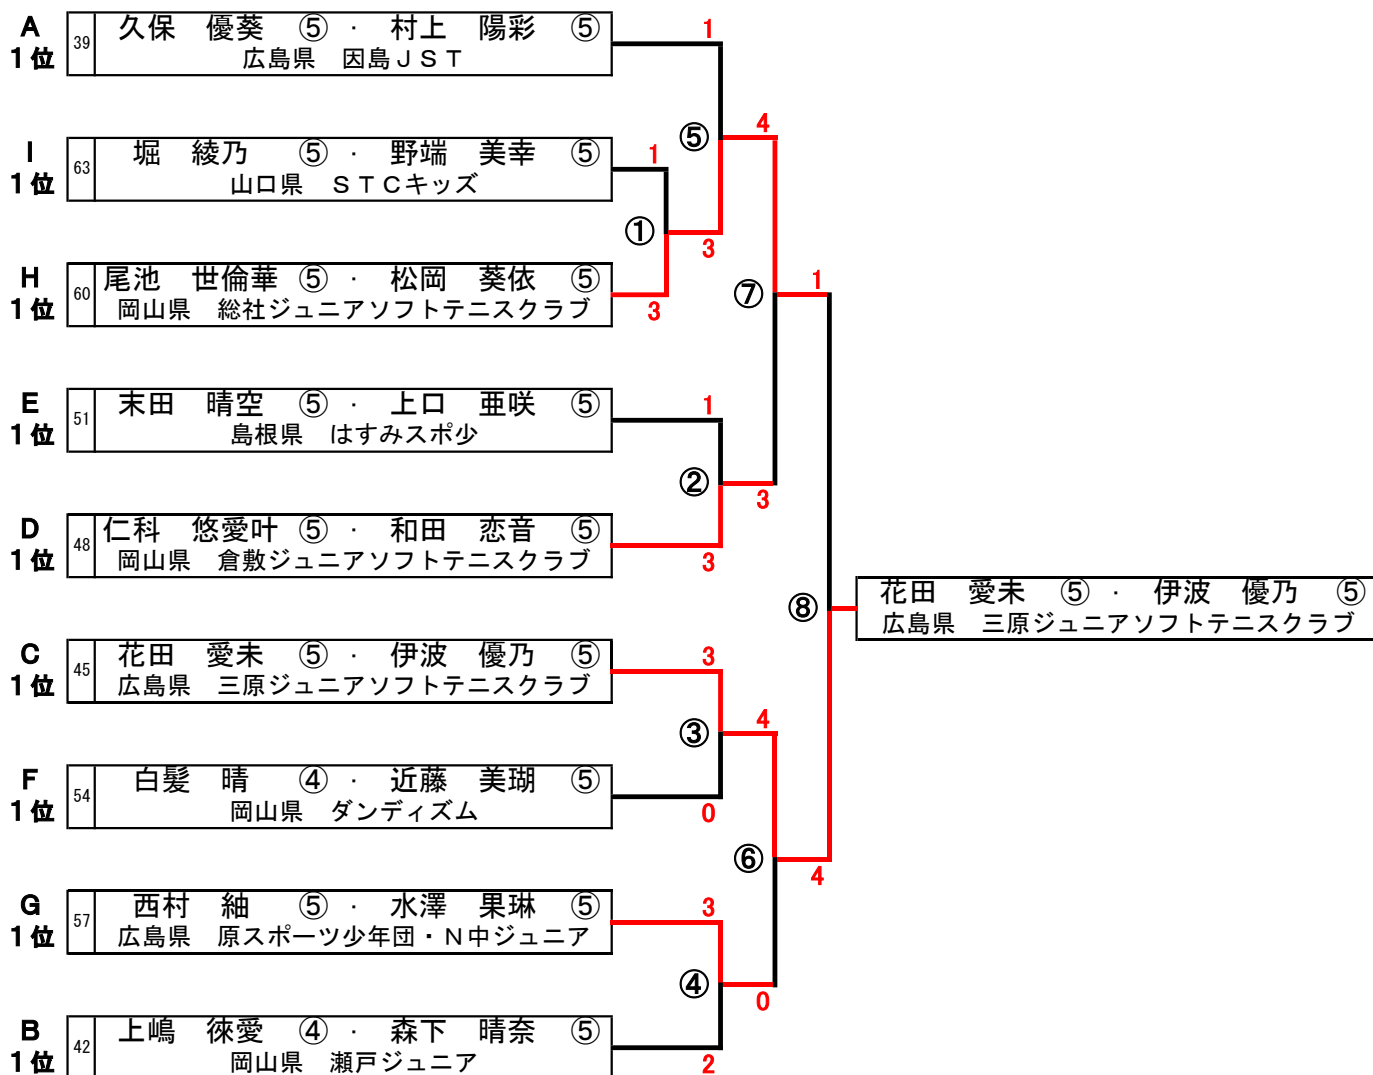 A
1位
39
久保　優葵　⑤　·　村上　陽彩　⑤
広島県　因島ＪＳＴ
1
I
1位
63
堀　綾乃　⑤　·　野端　美幸　⑤
山口県　ＳＴＣキッズ
1
⑤
4
①
3
H
1位
60
尾池　世倫華　⑤　·　松岡　葵依　⑤
岡山県　総社ジュニアソフトテニスクラブ
3
⑦
1
E
1位
51
末田　晴空　⑤　·　上口　亜咲　⑤
島根県　はすみスポ少
1
②
3
D
1位
48
仁科　悠愛叶　⑤　·　和田　恋音　⑤
岡山県　倉敷ジュニアソフトテニスクラブ
3
⑧
花田　愛未　⑤　·　伊波　優乃　⑤
広島県　三原ジュニアソフトテニスクラブ
C
1位
45
花田　愛未　⑤　·　伊波　優乃　⑤
広島県　三原ジュニアソフトテニスクラブ
3
③
4
F
1位
54
白髪　晴　④　·　近藤　美瑚　⑤
岡山県　ダンディズム
0
⑥
4
G
1位
57
西村　紬　⑤　·　水澤　果琳　⑤
広島県　原スポーツ少年団・Ｎ中ジュニア
3
④
0
B
1位
42
上嶋　徠愛　④　·　森下　晴奈　⑤
岡山県　瀬戸ジュニア
2